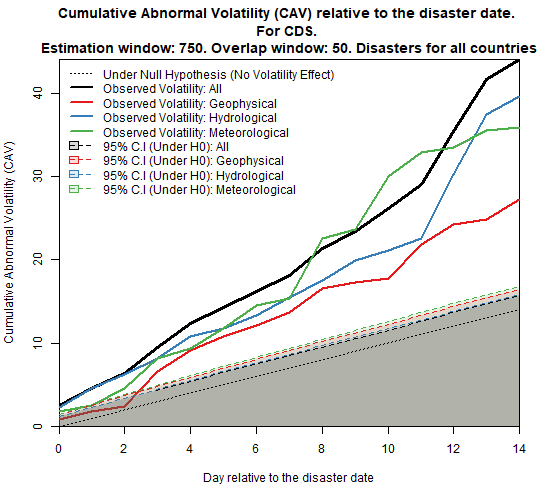 Cumulative Abnormal Volatility (CAV) relative to the disaster date.
For CDS.
Estimation window: 750. Overlap window: 50. Disasters for all countries
Under Null Hypothesis (No Volatility Effect)
Observed Volatility: All
Observed Volatility: Geophysical
Observed Volatility: Hydrological
Observed Volatility: Meteorological
95% C.I (Under H0): All
95% C.I (Under H0): Geophysical
95% C.I (Under H0): Hydrological
95% C.I (Under H0): Meteorological
Cumulative Abnormal Volatility (CAV)
40
30
20
10
0
0 2 4 6 8 10 12 14
Day relative to the disaster date